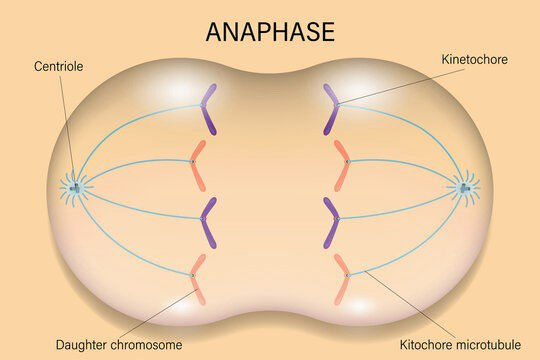 ANAPHASE
Centriole
Kinetochore
Daughter chromosome
Kitochore microtubule